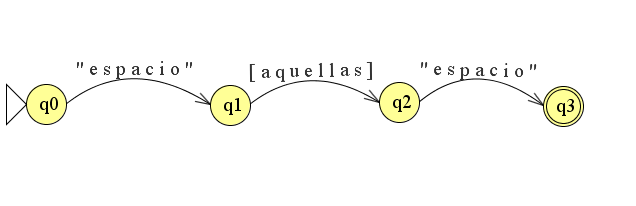 "espacio" [aquellas] "espacio"
q0 q1 q2 q3